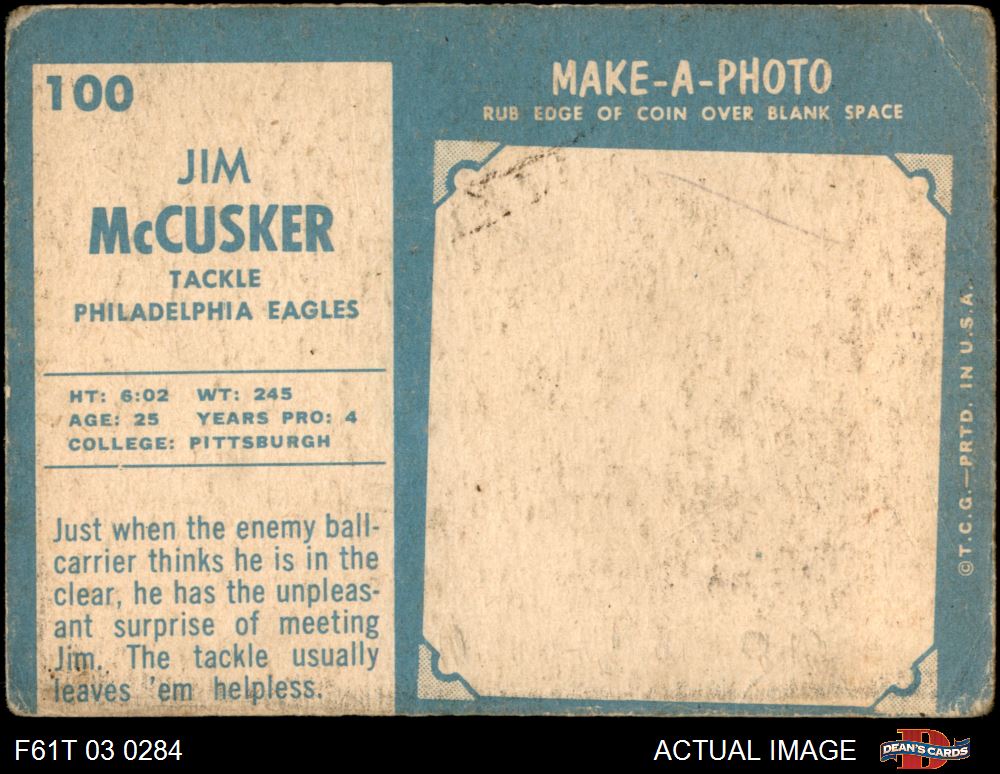 100
JIM
McCUSKER
TACKLE
PHILADELPHIA EAGLES
HT: 6:02 WT: 245
AGE: 25 YEARS PRO: 4
COLLEGE: PITTSBURGH
Just when the enemy ball-
carrier thinks he is in the
clear, he has the unpleas-
ant surprise of meeting
Jim. The tackle usually
leaves 'em helpless.
MAKE-A-PHOTO
RUB EDGE OF COIN OVER BLANK SPACE
©T.C.G.—PRTD. IN U.S.A.
F61T 03 0284
ACTUAL IMAGE
DEAN'S CARDS